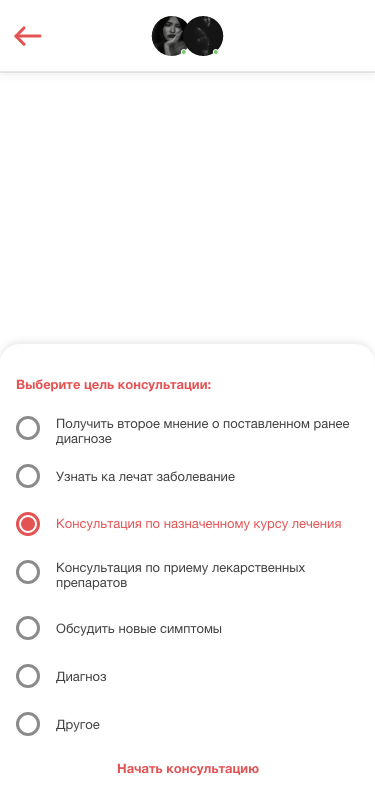 Выберите цель консультации:
Получить второе мнение о поставленном ранее
диагнозе
Узнать ка лечат заболевание
Консультация по назначенному курсу лечения
Консультация по приему лекарственных
препаратов
Обсудить новые симптомы
Диагноз
Другое
Начать консультацию